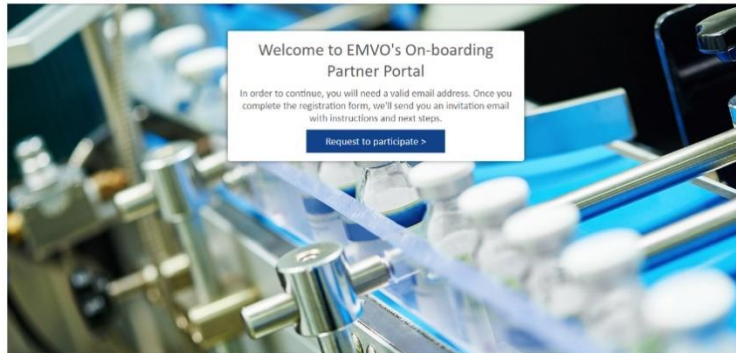 Welcome to EMVO's On-boarding
Partner Portal
In order to continue, you will need a valid email address. Once you
complete the registration form, we'll send you an invitation email
with instructions and next steps.
Request to participate >